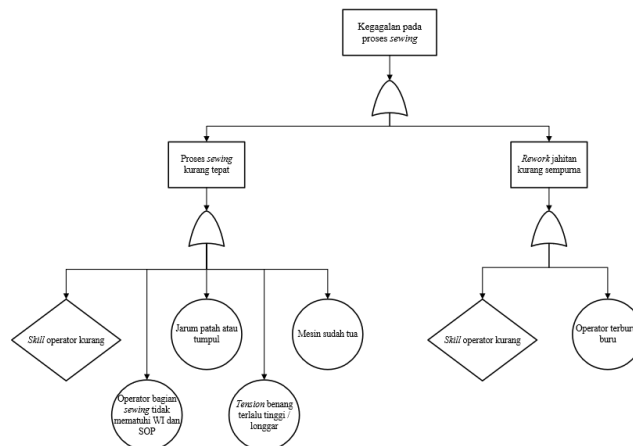 Kegagalan pada
proses sewing
Proses sewing
kurang tepat
Rework jahitan
kurang sempurna
Skill operator kurang
Jarum patah atau
tumpul
Mesin sudah tua
Skill operator kurang
Operator terburu
buru
Operator bagian
sewing tidak
mematuhi WI dan
SOP
Tension benang
terlalu tinggi /
longgar